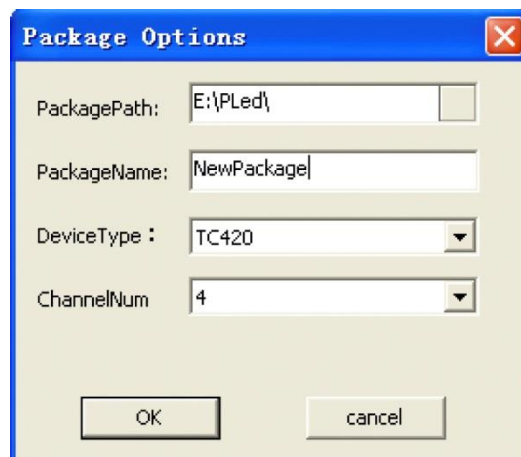 Package Options
PackagePath: E:\PLed\
PackageName: NewPackage
DeviceType： TC420
ChannelNum 4
OK cancel